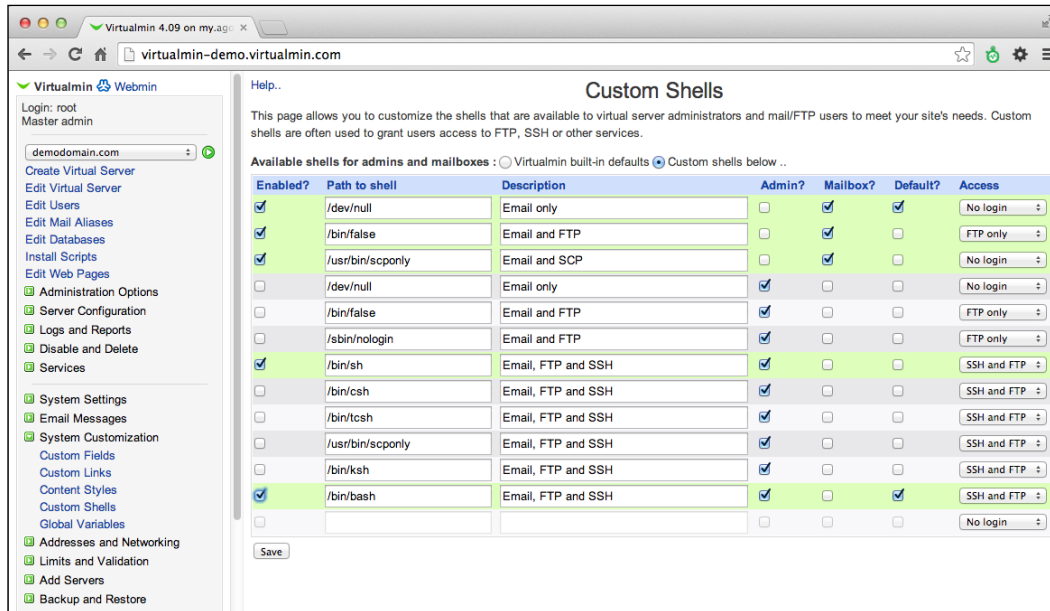 Virtualmin 4.09 on my.ago
virtualmin-demo.virtualmin.com
Virtualmin Webmin
Login: root
Master admin
demodomain.com
Create Virtual Server
Edit Virtual Server
Edit Users
Edit Mail Aliases
Edit Databases
Install Scripts
Edit Web Pages
Administration Options
Server Configuration
Logs and Reports
Disable and Delete
Services
System Settings
Email Messages
System Customization
Custom Fields
Custom Links
Content Styles
Custom Shells
Global Variables
Addresses and Networking
Limits and Validation
Add Servers
Backup and Restore
Help..
Custom Shells
This page allows you to customize the shells that are available to virtual server administrators and mail/FTP users to meet your site's needs. Custom
shells are often used to grant users access to FTP, SSH or other services.
Available shells for admins and mailboxes : Virtualmin built-in defaults Custom shells below ..
Enabled? Path to shell Description Admin? Mailbox? Default? Access
/dev/null Email only No login
/bin/false Email and FTP FTP only
/usr/bin/scponly Email and SCP No login
/dev/null Email only No login
/bin/false Email and FTP FTP only
/sbin/nologin Email and FTP FTP only
/bin/sh Email, FTP and SSH SSH and FTP
/bin/csh Email, FTP and SSH SSH and FTP
/bin/tcsh Email, FTP and SSH SSH and FTP
/usr/bin/scponly Email, FTP and SSH SSH and FTP
/bin/ksh Email, FTP and SSH SSH and FTP
/bin/bash Email, FTP and SSH SSH and FTP
No login
Save